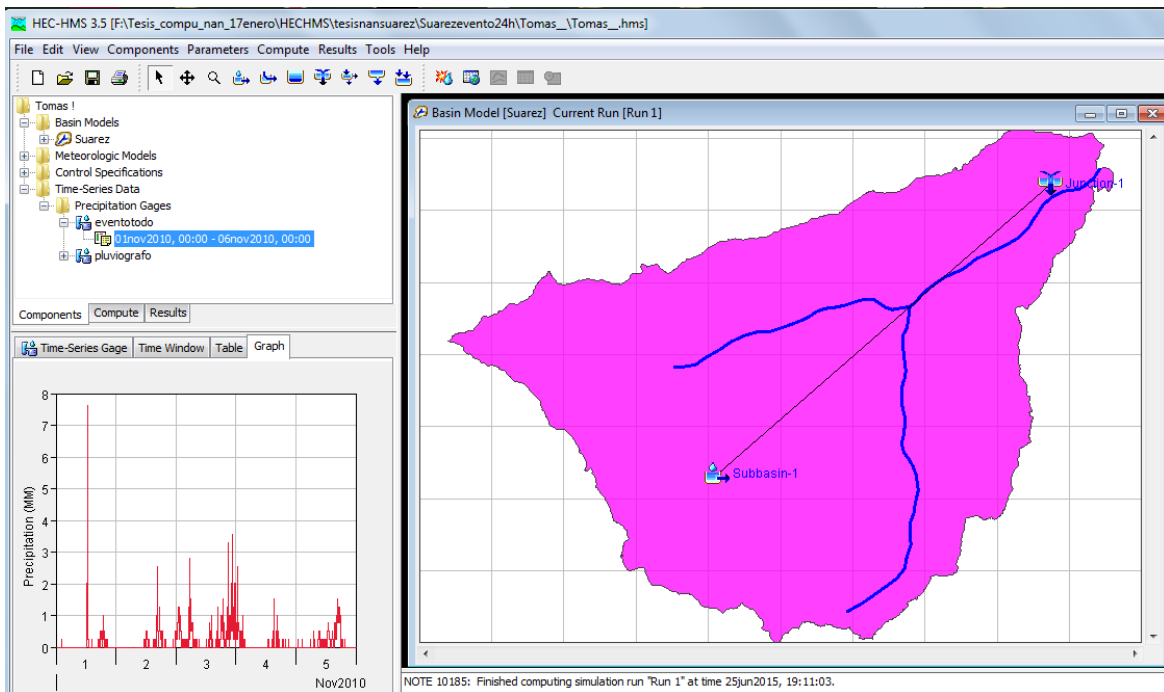 HEC-HMS 3.5 [F:\Tesis_compu_nan_17enero\HECHMS\tesisnansuarez\Suarezevento24h\Tomas__\Tomas__.hms]
File Edit View Components Parameters Compute Results Tools Help
Tomas !
Basin Models
Suarez
Meteorologic Models
Control Specifications
Time-Series Data
Precipitation Gages
eventotodo
01nov2010, 00:00 - 06nov2010, 00:00
pluviografo
Components Compute Results
Time-Series Gage Time Window Table Graph
8
7
6
5
4
3
2
1
0
Precipitation (MM)
1 2 3 4 5
Nov2010
Basin Model [Suarez] Current Run [Run 1]
Junction-1
Subbasin-1
NOTE 10185: Finished computing simulation run "Run 1" at time 25jun2015, 19:11:03.